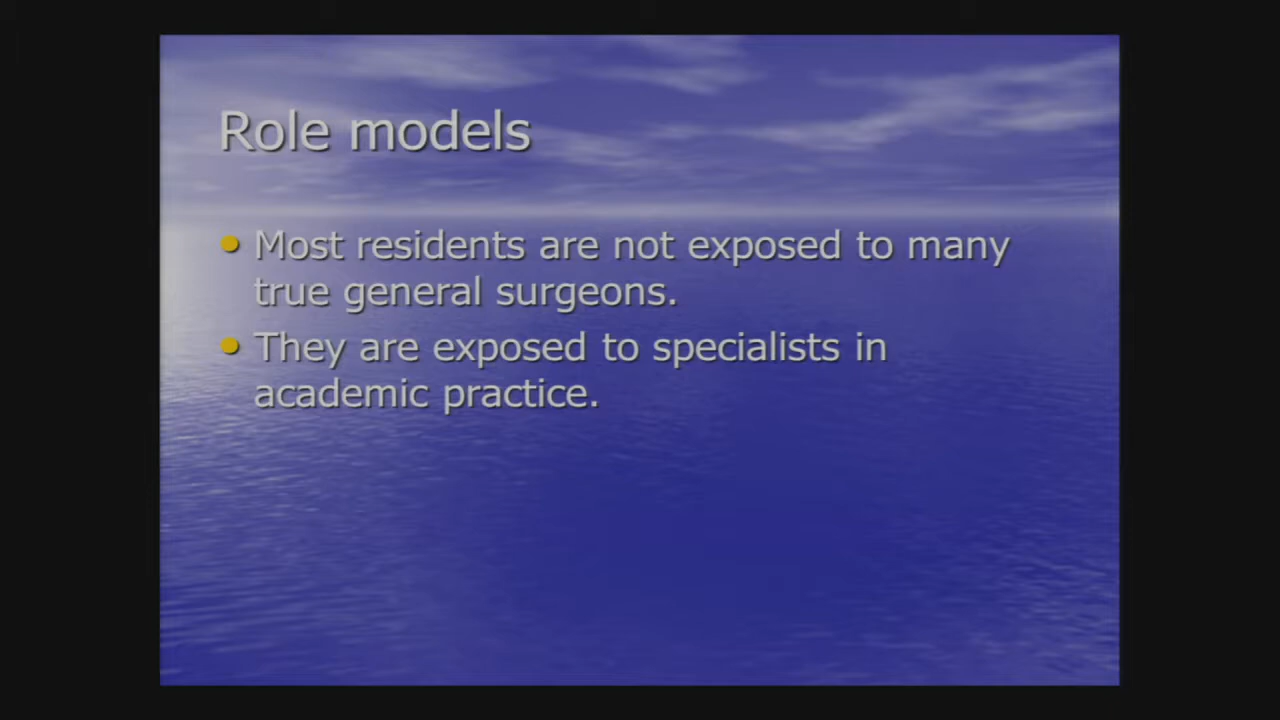 Role models
Most residents are not exposed to many
true general surgeons.
They are exposed to specialists in
academic practice.